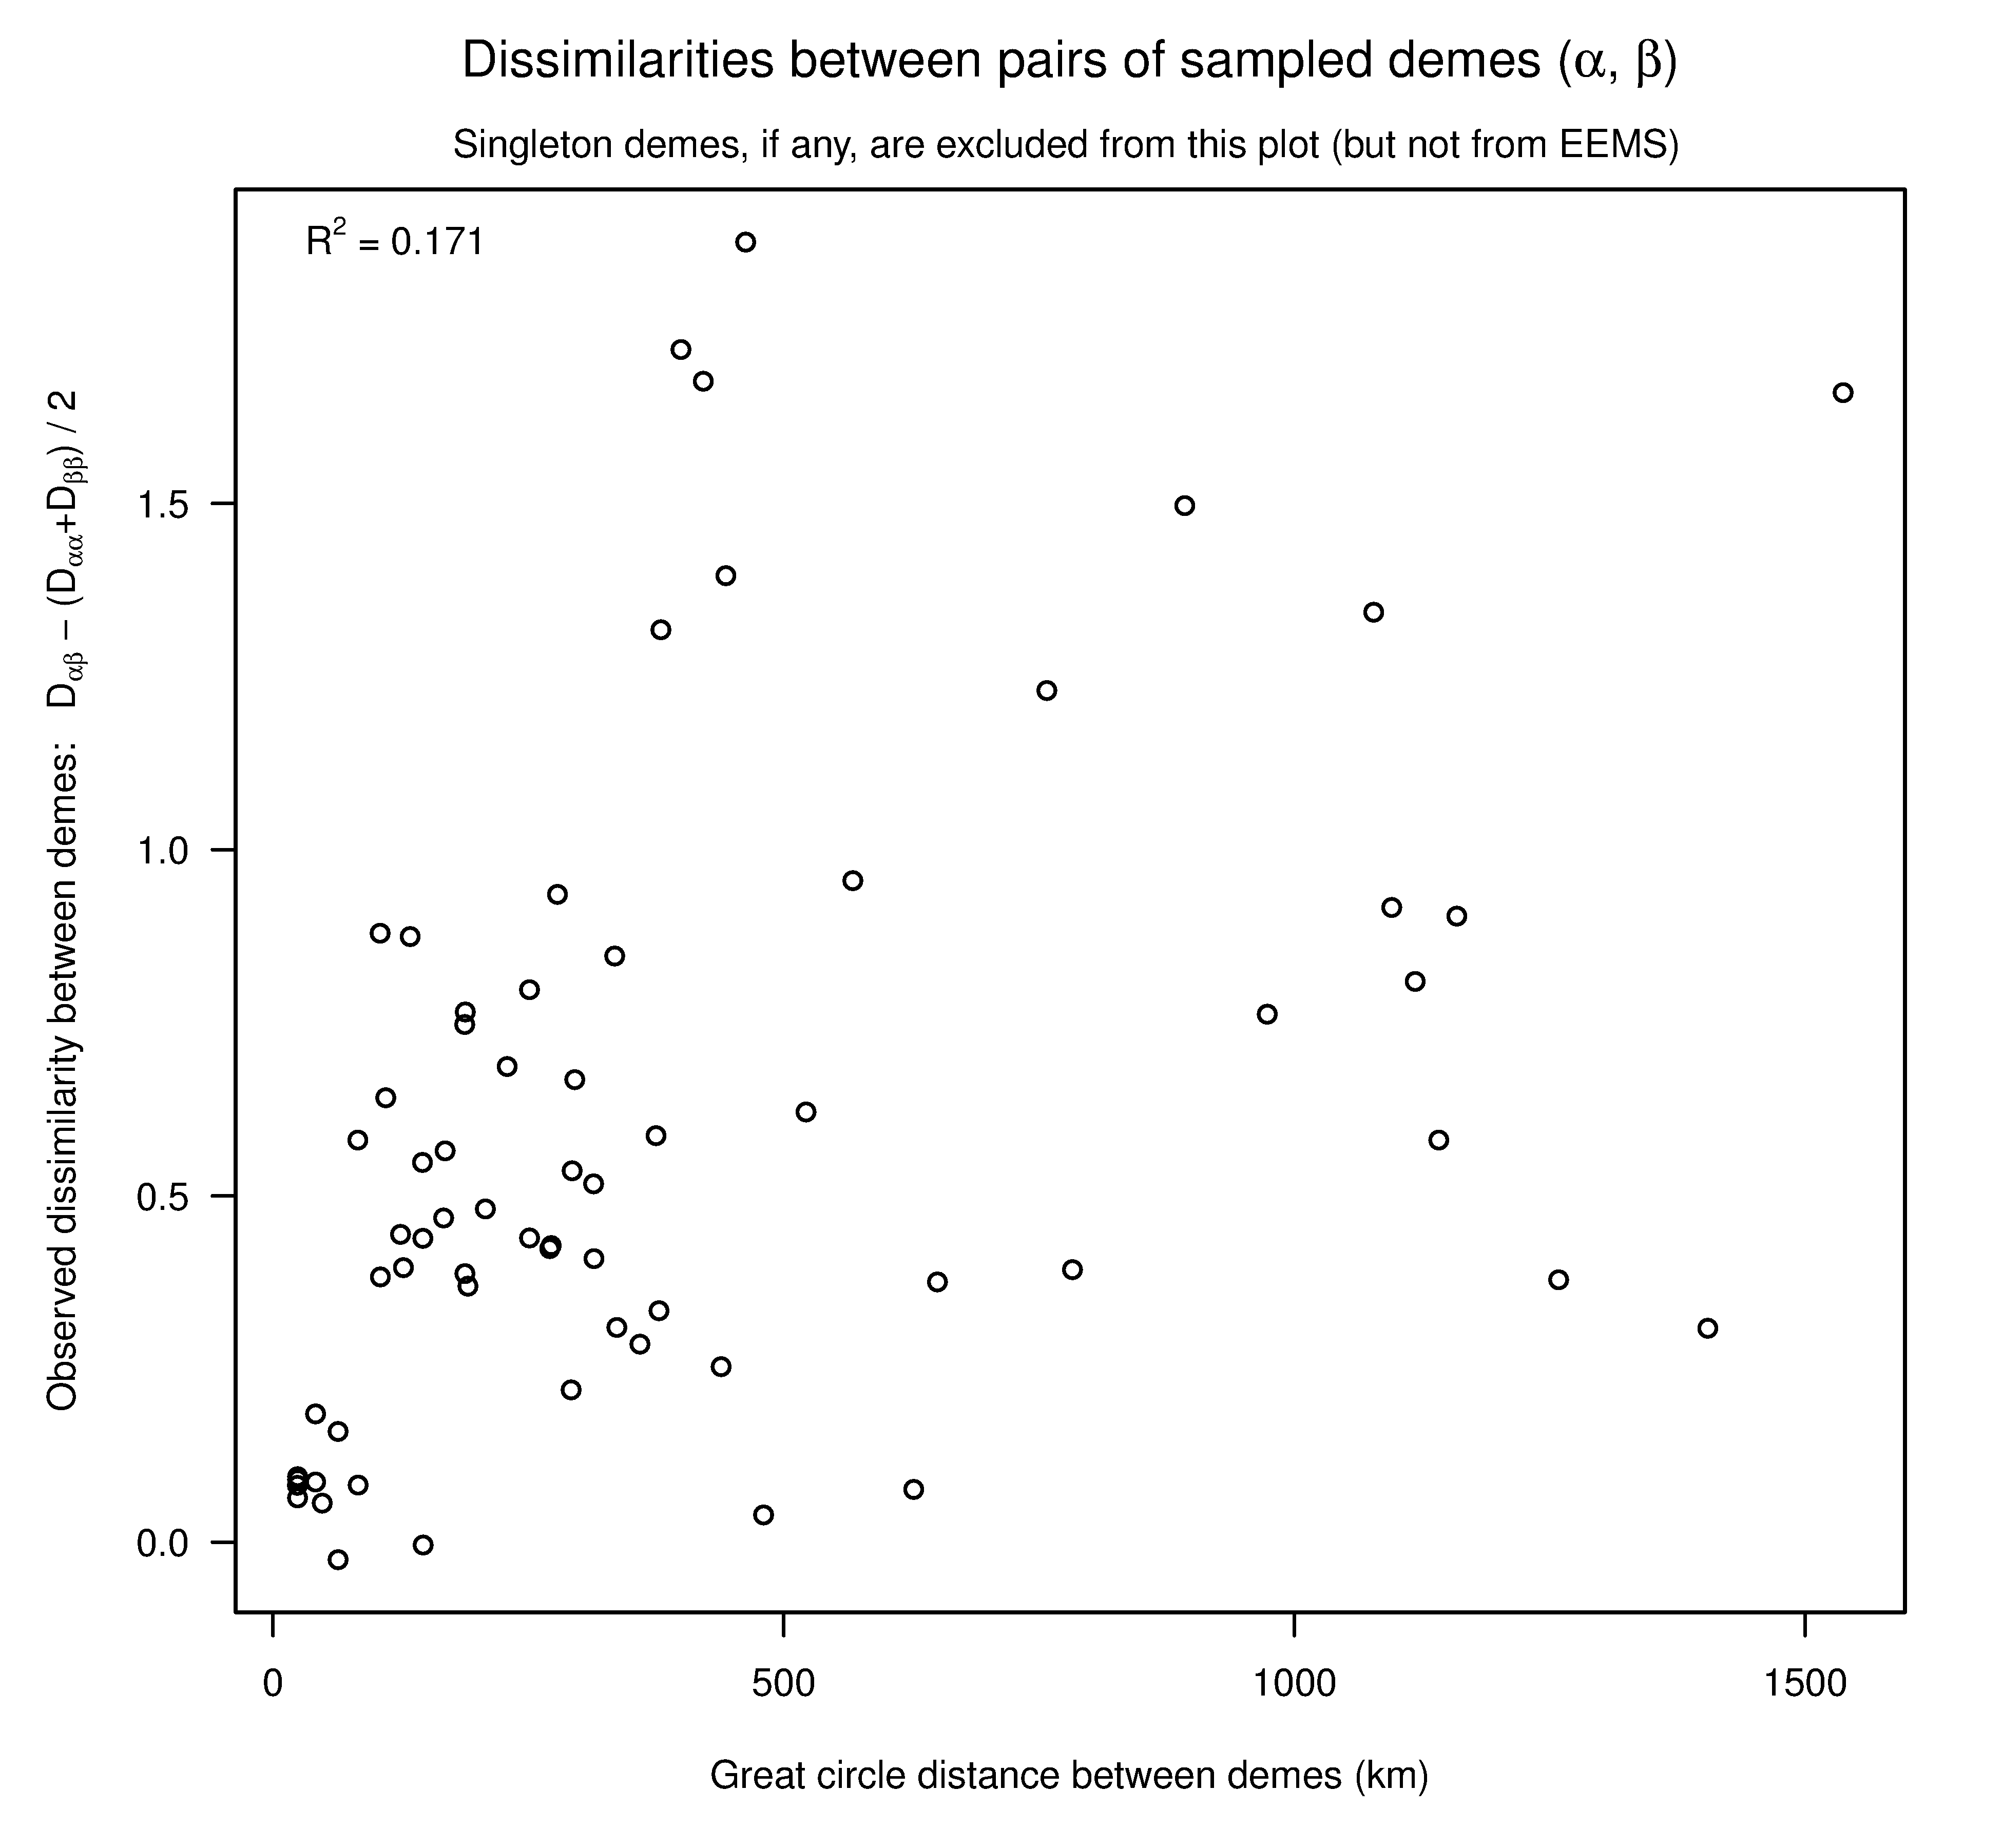 Dissimilarities between pairs of sampled demes (α, β)
Singleton demes, if any, are excluded from this plot (but not from EEMS)
R² = 0.171
Observed dissimilarity between demes: Dαβ − (Dαα+Dββ) / 2
1.5
1.0
0.5
0.0
0 500 1000 1500
Great circle distance between demes (km)